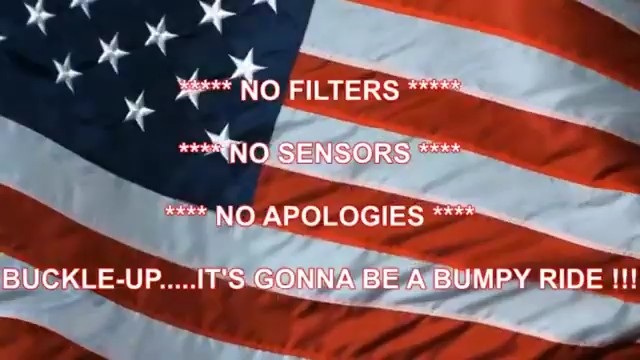 ***** NO FILTERS *****
**** NO SENSORS ****
**** NO APOLOGIES ****
BUCKLE-UP.....IT'S GONNA BE A BUMPY RIDE !!!